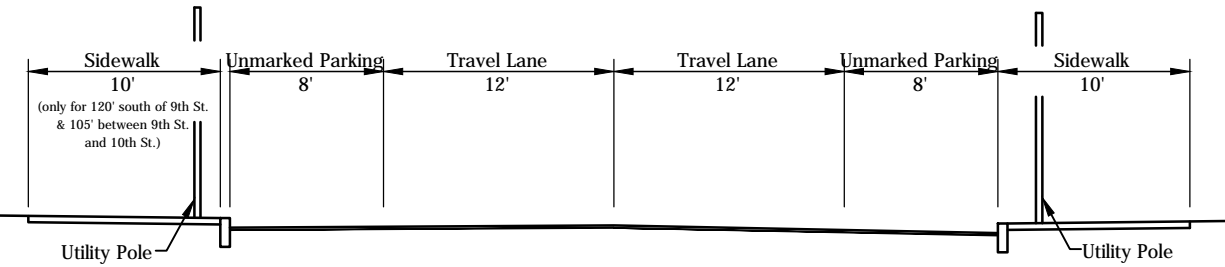 Sidewalk
10'
(only for 120' south of 9th St.
& 105' between 9th St.
and 10th St.)
Unmarked Parking
8'
Travel Lane
12'
Travel Lane
12'
Unmarked Parking
8'
Sidewalk
10'
Utility Pole
Utility Pole